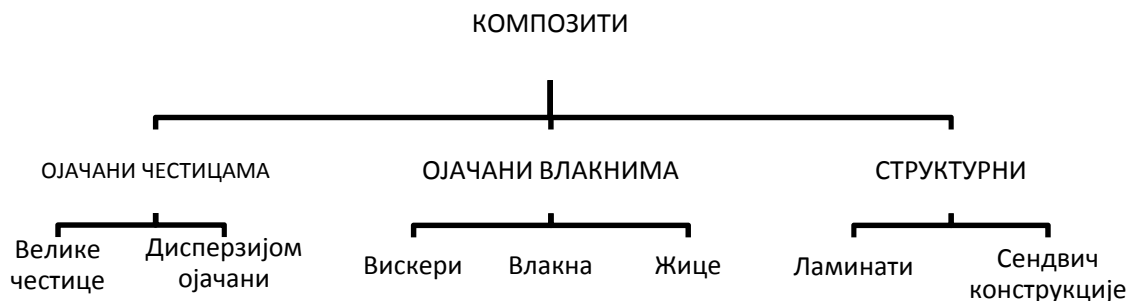 КОМПОЗИТИ
ОЈАЧАНИ ЧЕСТИЦАМА
ОЈАЧАНИ ВЛАКНИМА
СТРУКТУРНИ
Велике
честице
Дисперзијом
ојачани
Вискери
Влакна
Жице
Ламинати
Сендвич
конструкције